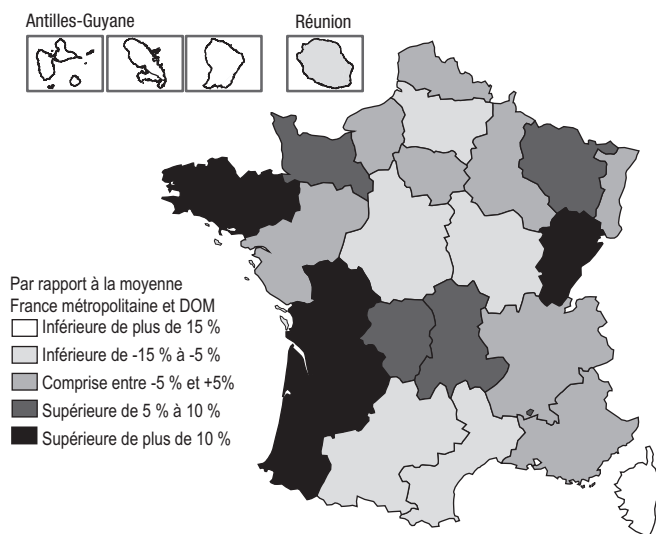 Antilles-Guyane
Réunion
Par rapport à la moyenne
France métropolitaine et DOM
Inférieure de plus de 15 %
Inférieure de -15 % à -5 %
Comprise entre -5 % et +5%
Supérieure de 5 % à 10 %
Supérieure de plus de 10 %